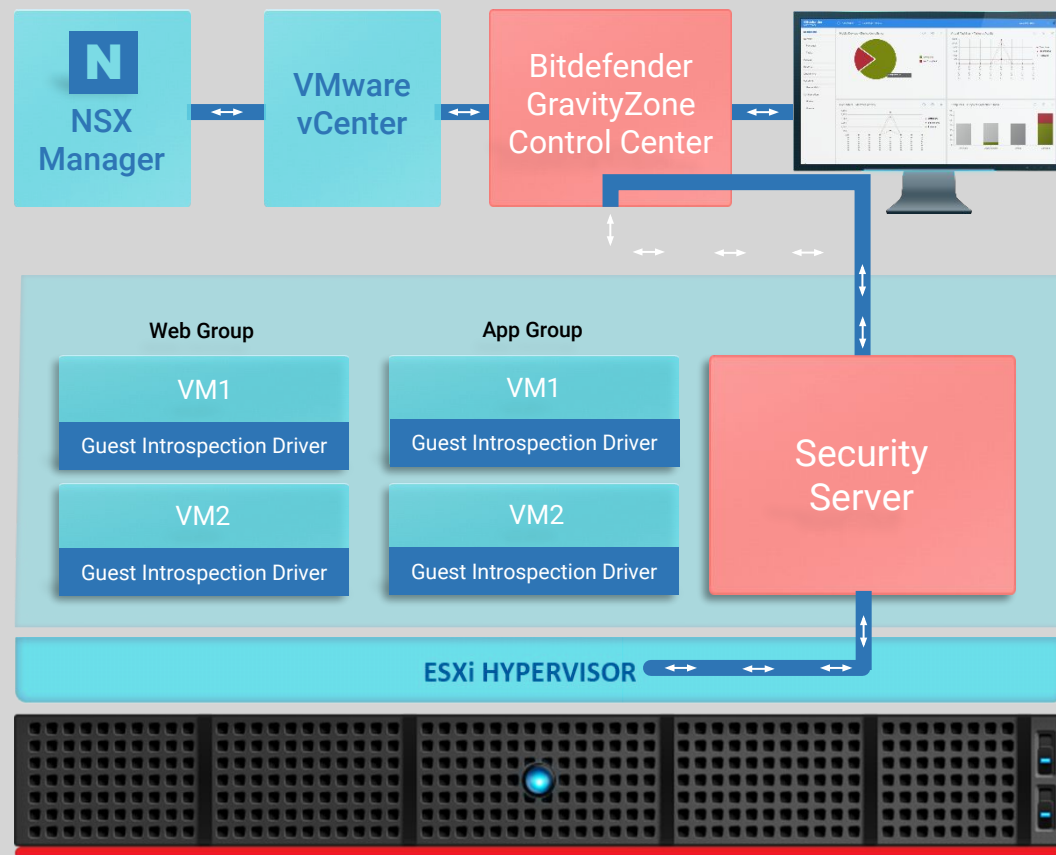 N
NSX
Manager
VMware
vCenter
Bitdefender
GravityZone
Control Center
Web Group
App Group
VM1
Guest Introspection Driver
VM1
Guest Introspection Driver
VM2
Guest Introspection Driver
VM2
Guest Introspection Driver
Security
Server
ESXi HYPERVISOR